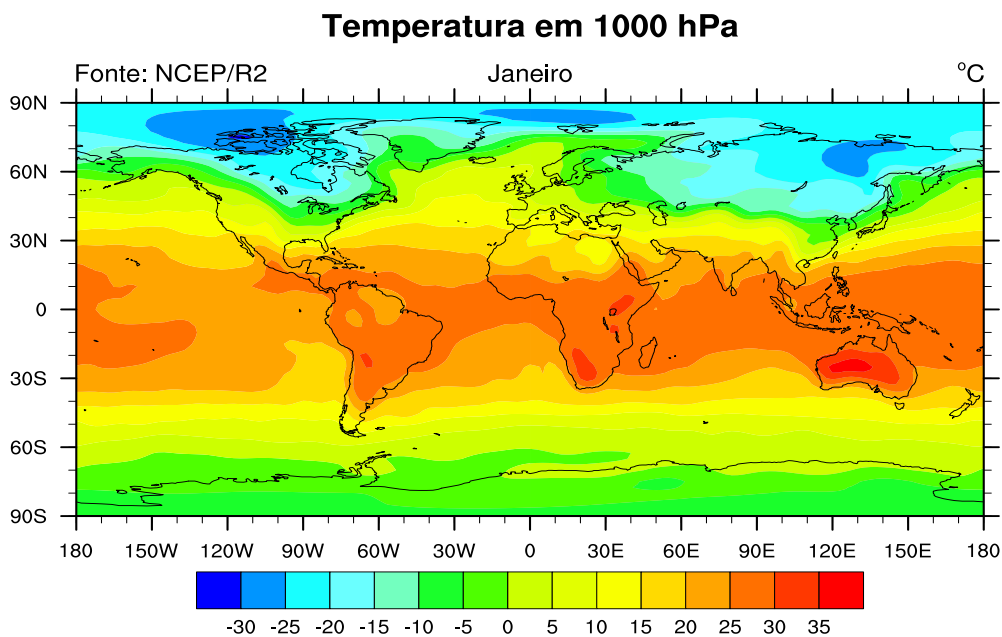 Temperatura em 1000 hPa
Fonte: NCEP/R2 Janeiro °C
90N
60N
30N
0
30S
60S
90S
180 150W 120W 90W 60W 30W 0 30E 60E 90E 120E 150E 180
-30 -25 -20 -15 -10 -5 0 5 10 15 20 25 30 35